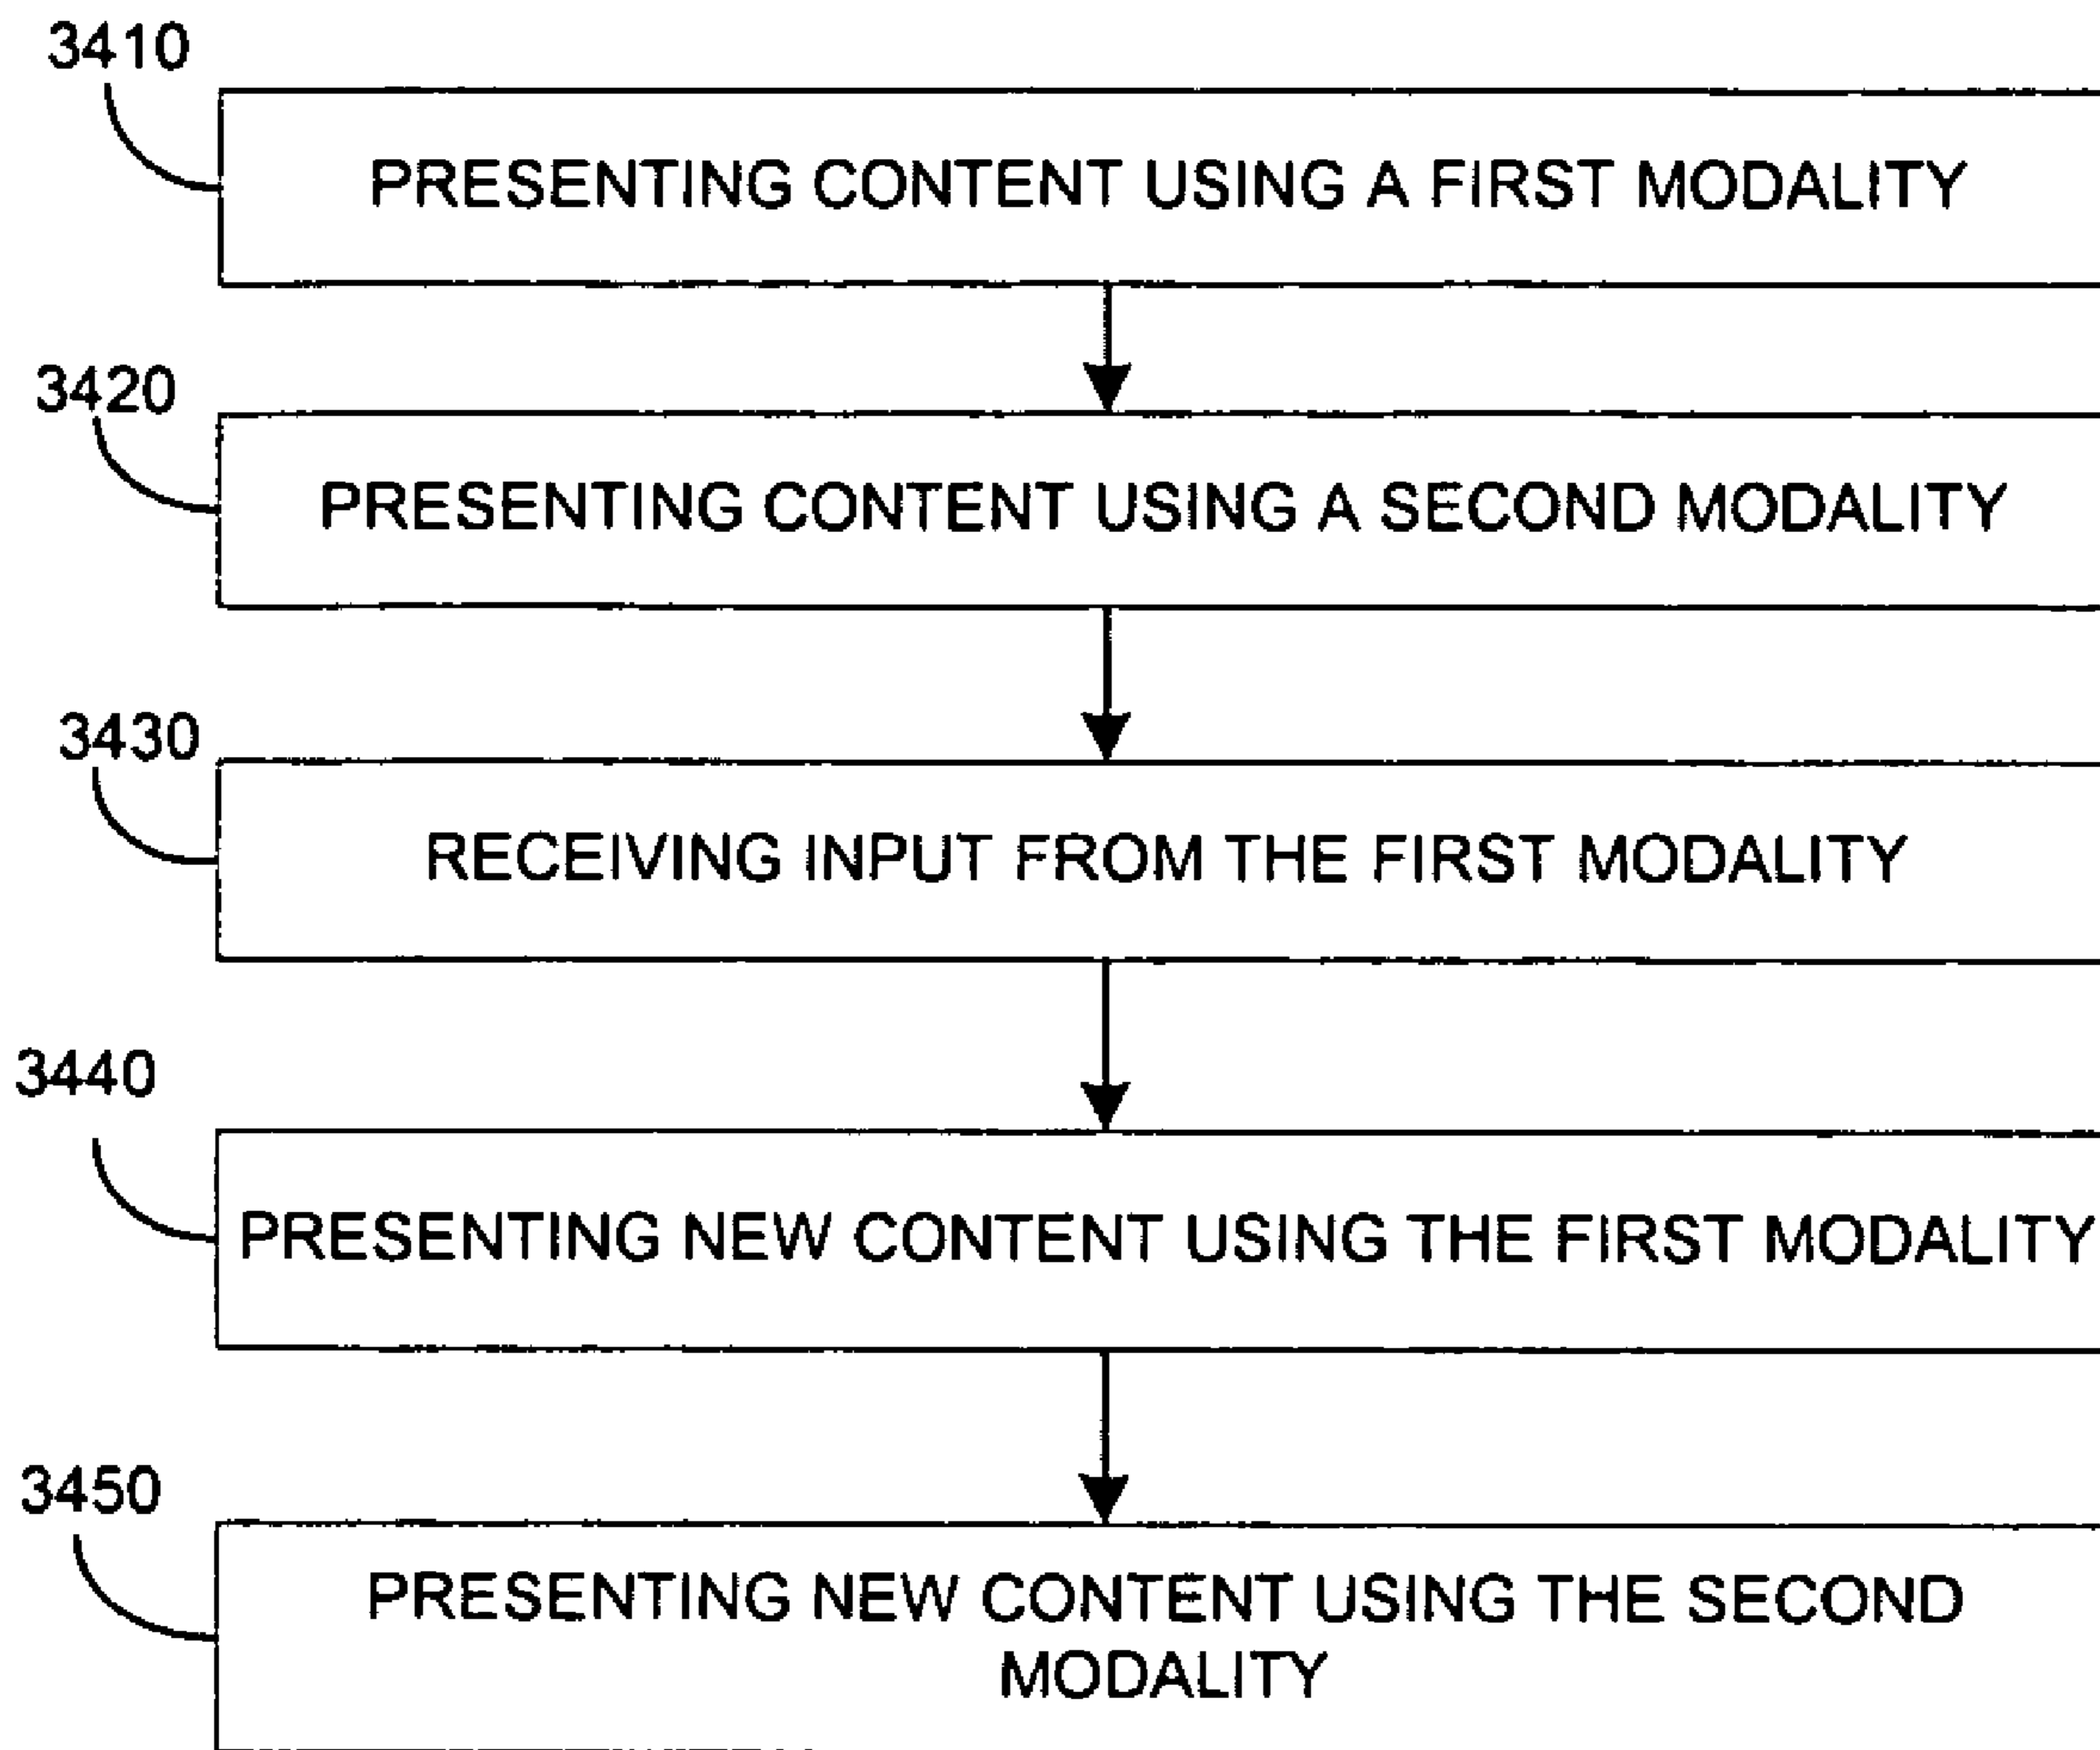 3410
PRESENTING CONTENT USING A FIRST MODALITY
3420
PRESENTING CONTENT USING A SECOND MODALITY
3430
RECEIVING INPUT FROM THE FIRST MODALITY
3440
PRESENTING NEW CONTENT USING THE FIRST MODALITY
3450
PRESENTING NEW CONTENT USING THE SECOND
MODALITY